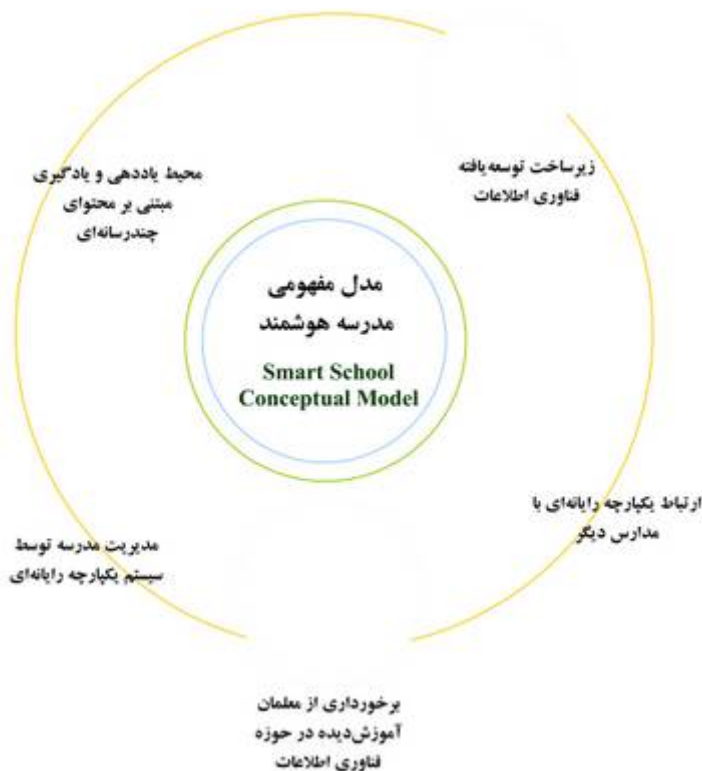 زیرساخت توسعه‌یافته
فناوری اطلاعات
محیط یاددهی و یادگیری
مبتنی بر محتوای
چندرسانه‌ای
مدل مفهومی
مدرسه هوشمند
Smart School
Conceptual Model
ارتباط یکپارچه رایانه‌ای با
مدارس دیگر
مدیریت مدرسه توسط
سیستم یکپارچه رایانه‌ای
برخورداری از معلمان
آموزش‌دیده در حوزه
فناوری اطلاعات